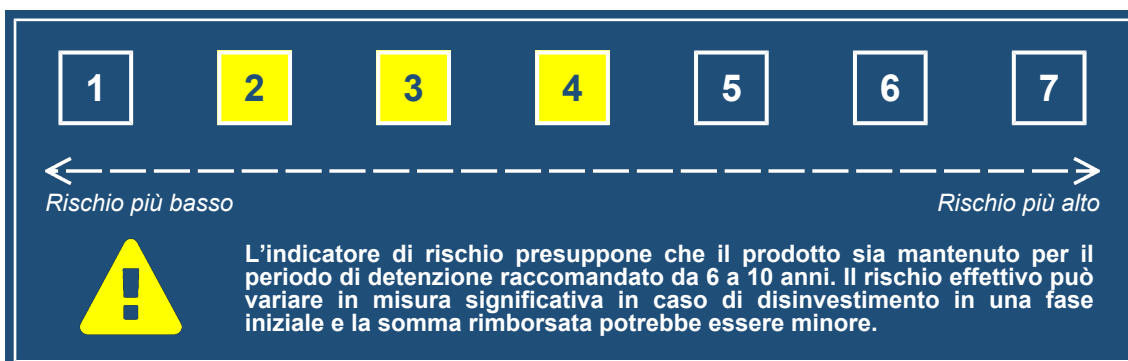 1 2 3 4 5 6 7
Rischio più basso Rischio più alto
L’indicatore di rischio presuppone che il prodotto sia mantenuto per il
periodo di detenzione raccomandato da 6 a 10 anni. Il rischio effettivo può
variare in misura significativa in caso di disinvestimento in una fase
iniziale e la somma rimborsata potrebbe essere minore.